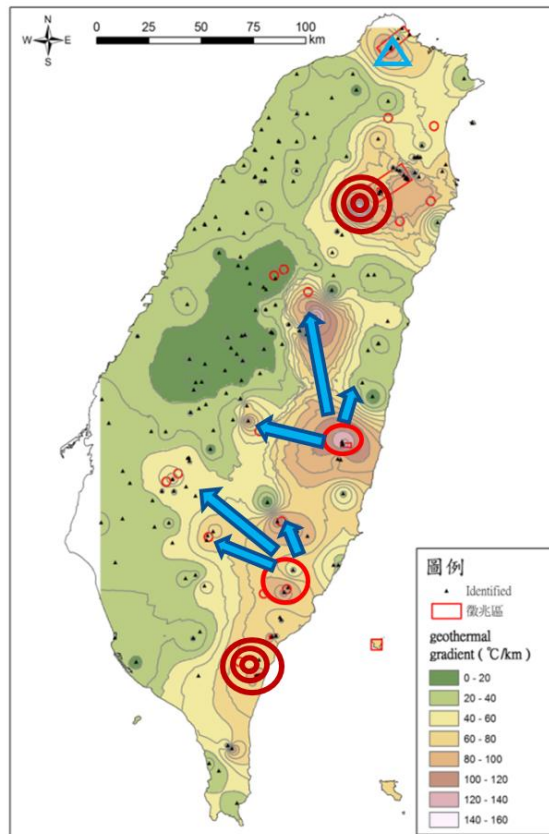 N
W E
S
0 25 50 75 100
km
圖例
Identified
徵兆區
geothermal
gradient ( ℃/km )
0 - 20
20 - 40
40 - 60
60 - 80
80 - 100
100 - 120
120 - 140
140 - 160